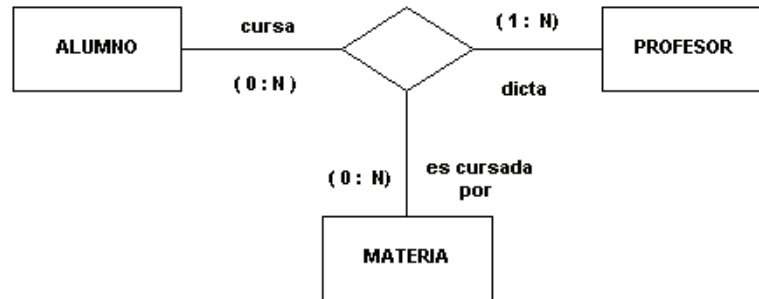 cursa
(1 : N)
ALUMNO
PROFESOR
(0:N)
dicta
(0 : N)
es cursada
por
MATERIA